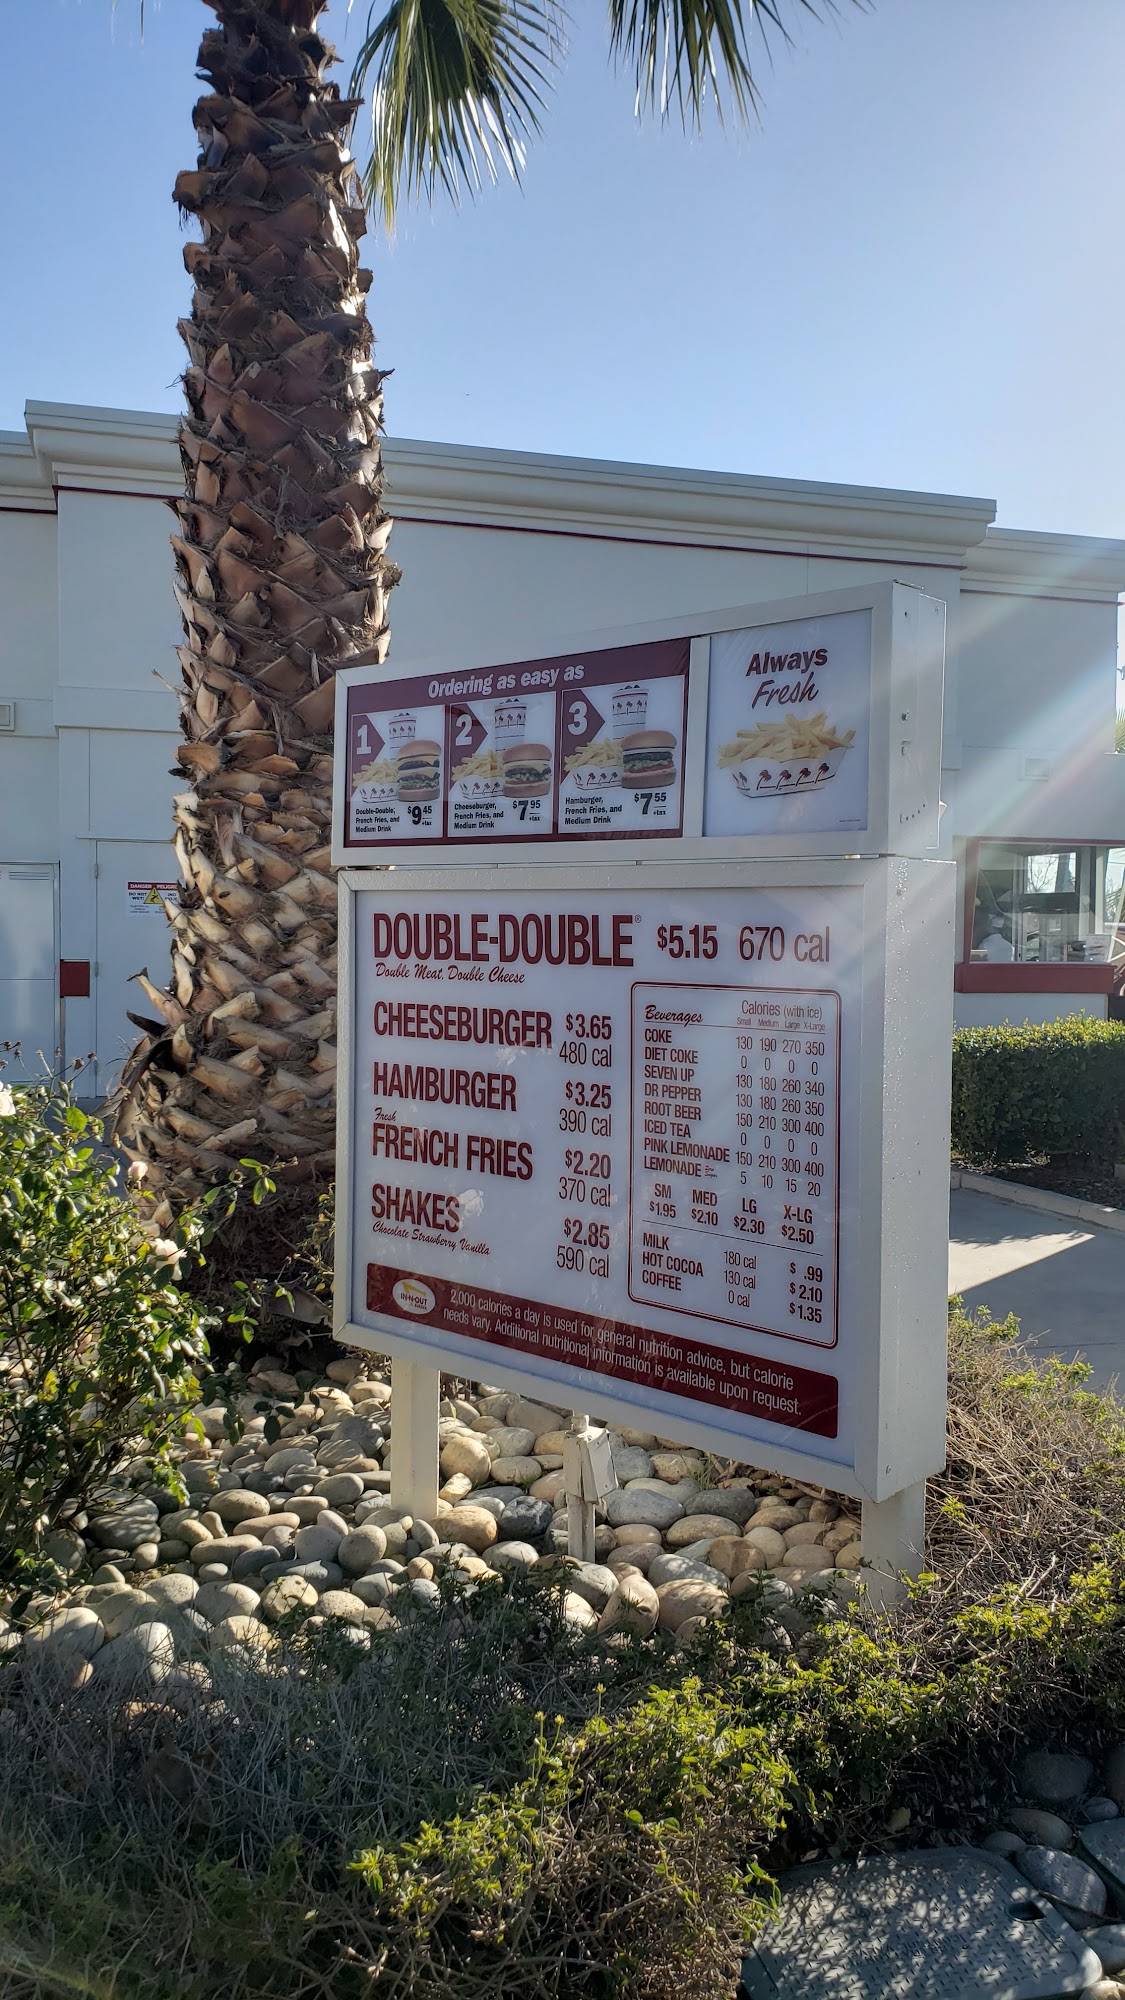 Ordering as easy as
1
Double-Double,
French Fries, and
Medium Drink
$9.45
+tax
2
Cheeseburger,
French Fries, and
Medium Drink
$7.95
+tax
3
Hamburger,
French Fries, and
Medium Drink
$7.55
+tax
Always
Fresh
DOUBLE-DOUBLE® $5.15 670 cal
Double Meat, Double Cheese
CHEESEBURGER $3.65
480 cal
HAMBURGER $3.25
390 cal
Fresh
FRENCH FRIES $2.20
370 cal
SHAKES $2.85
Chocolate Strawberry Vanilla
590 cal
Beverages Calories (with ice)
Small Medium Large X-Large
COKE 130 190 270 350
DIET COKE 0 0 0 0
SEVEN UP 130 180 260 340
DR PEPPER 130 180 260 350
ROOT BEER 150 210 300 400
ICED TEA 0 0 0 0
PINK LEMONADE 150 210 300 400
LEMONADE 5 10 15 20
SM MED LG X-LG
$1.95 $2.10 $2.30 $2.50
MILK 180 cal $ .99
HOT COCOA 130 cal $2.10
COFFEE 0 cal $1.35
IN-N-OUT
2,000 calories a day is used for general nutrition advice, but calorie
needs vary. Additional nutritional information is available upon request.
DANGER PELIGRO
DO NOT